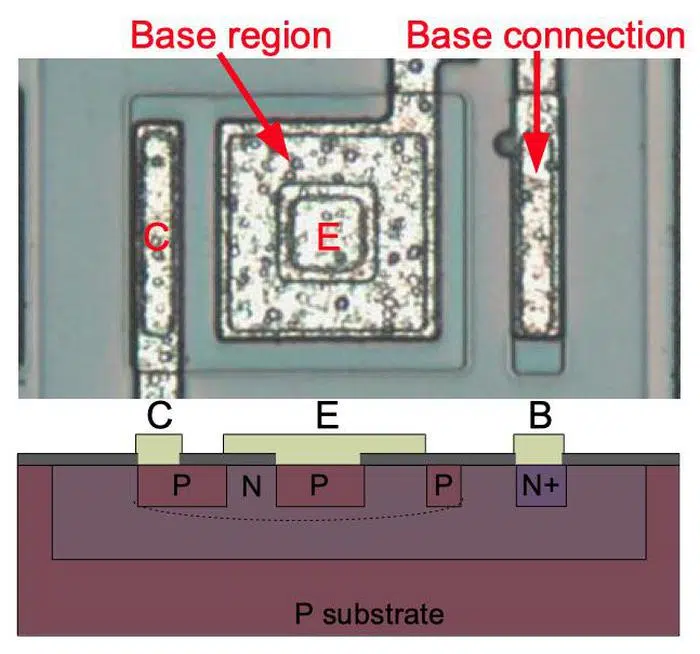 Base region Base connection
C E
C E B
P N P P N+
P substrate